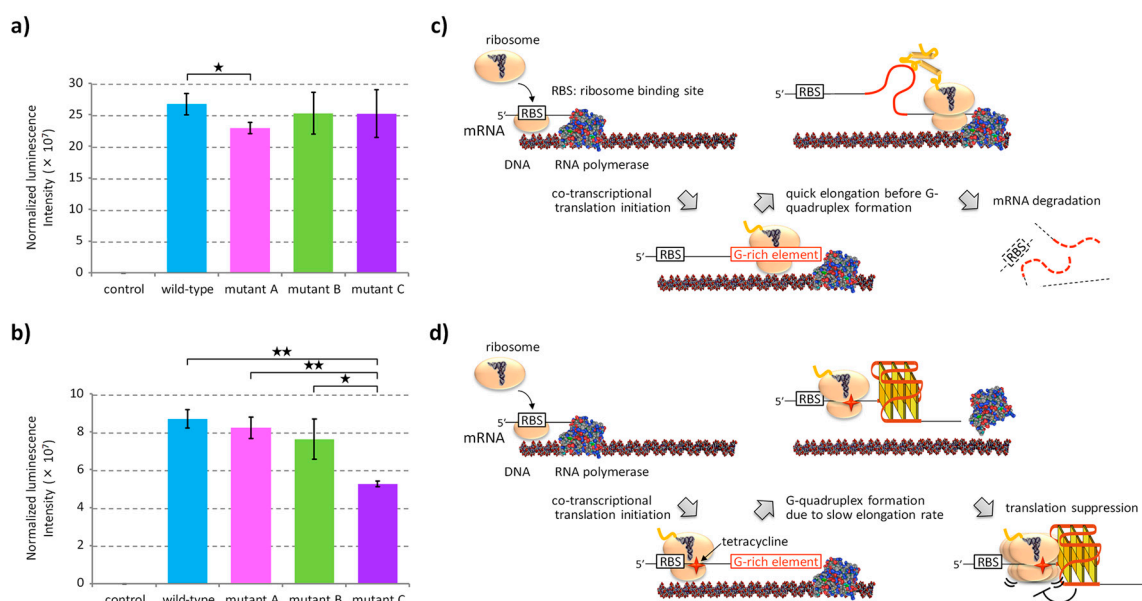 a)
Normalized luminescence
Intensity (× 10⁷)
30
25
20
15
10
5
0
★
control
wild-type
mutant A
mutant B
mutant C
b)
Normalized luminescence
Intensity (× 10⁷)
10
8
6
4
2
0
★★
★★
★
control
wild-type
mutant A
mutant B
mutant C
c)
ribosome
RBS: ribosome binding site
5′
RBS
mRNA
DNA
RNA polymerase
5′
RBS
co-transcriptional
translation initiation
quick elongation before G-
quadruplex formation
mRNA degradation
5′
RBS
G-rich element
RBS
d)
ribosome
5′
RBS
mRNA
DNA
RNA polymerase
5′
RBS
co-transcriptional
translation initiation
G-quadruplex formation
due to slow elongation rate
translation suppression
tetracycline
5′
RBS
G-rich element
5′
RBS